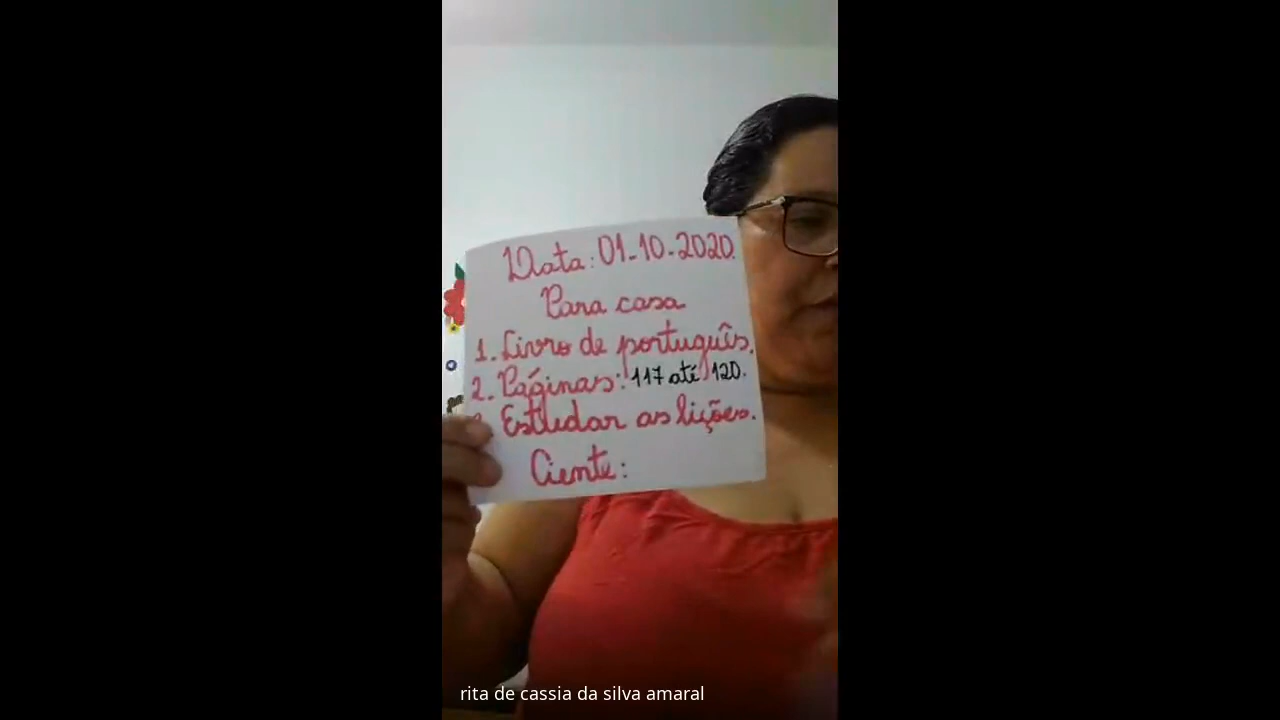 Data: 01-10-2020.
Para casa
1. Livro de português.
2. Páginas: 117 até 120.
Estudar as lições.
Ciente:
rita de cassia da silva amaral